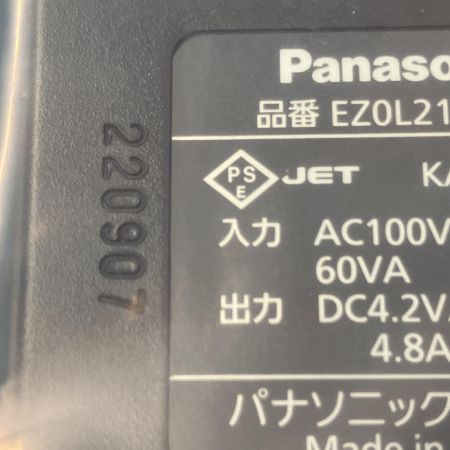 220907
Panaso
品番 EZ0L21
PS
E
JET K
入力 AC100V
60VA
出力 DC4.2V
4.8A
パナソニック
Made in